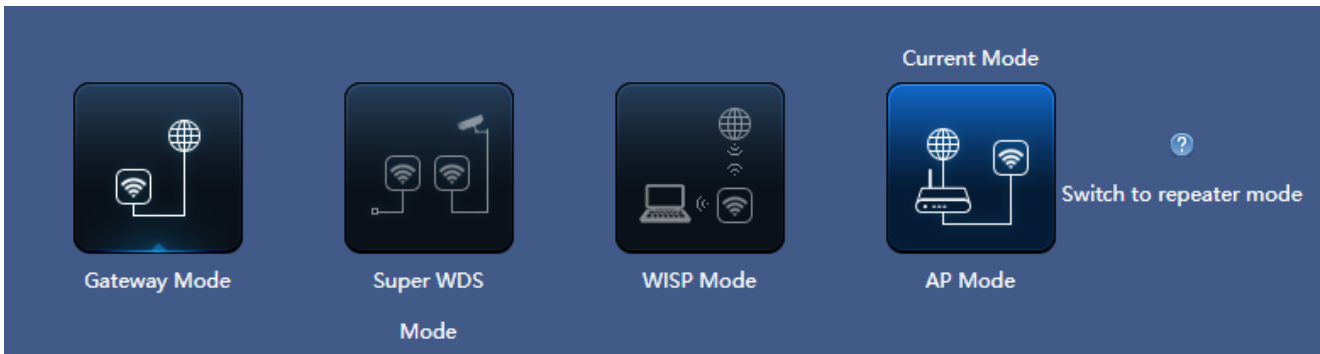 Current Mode
Switch to repeater mode
Gateway Mode
Super WDS
Mode
WISP Mode
AP Mode